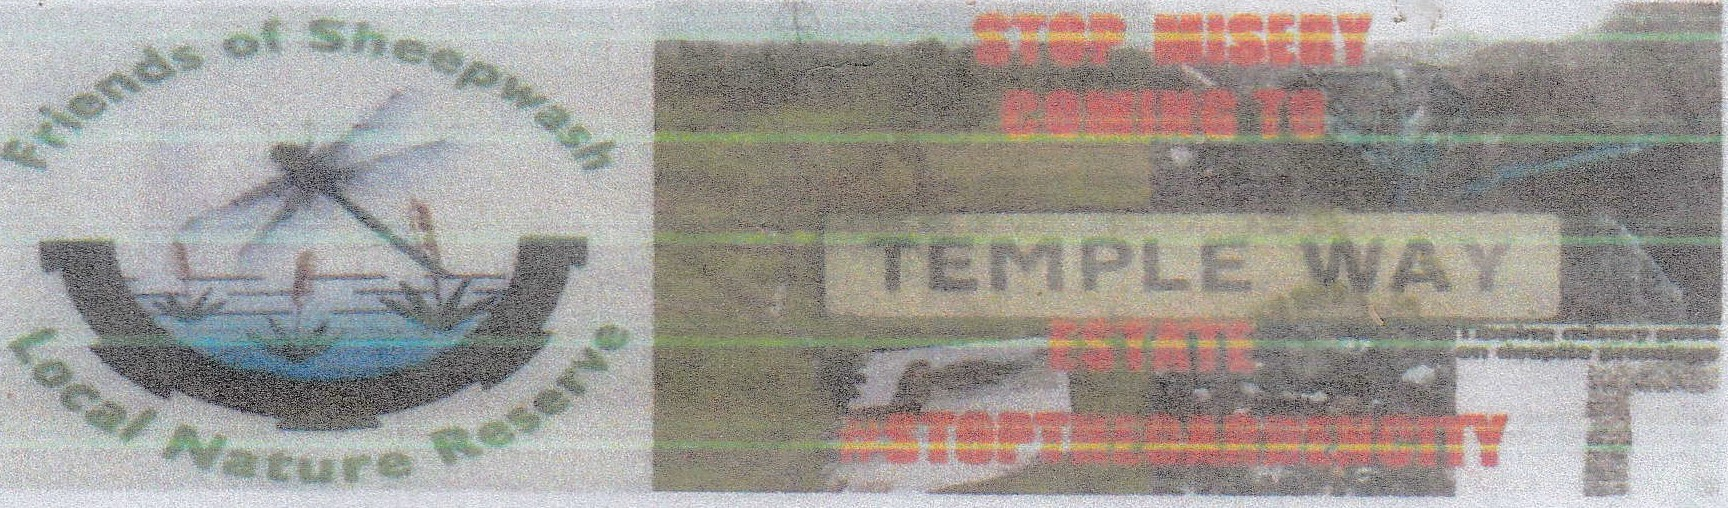 Friends of Sheepwash
Local Nature Reserve
STOP MISERY
COMING TO
TEMPLE WAY
ESTATE
#STOPTHEGARDENCITY